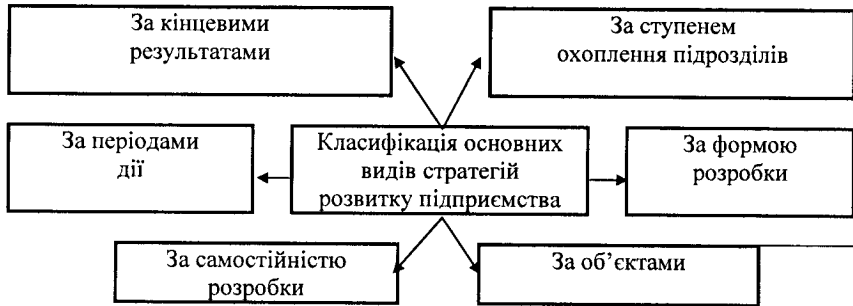 За кінцевими
результатами
За ступенем
охоплення підрозділів
За періодами
дії
Класифікація основних
видів стратегій
розвитку підприємства
За формою
розробки
За самостійністю
розробки
За об’єктами